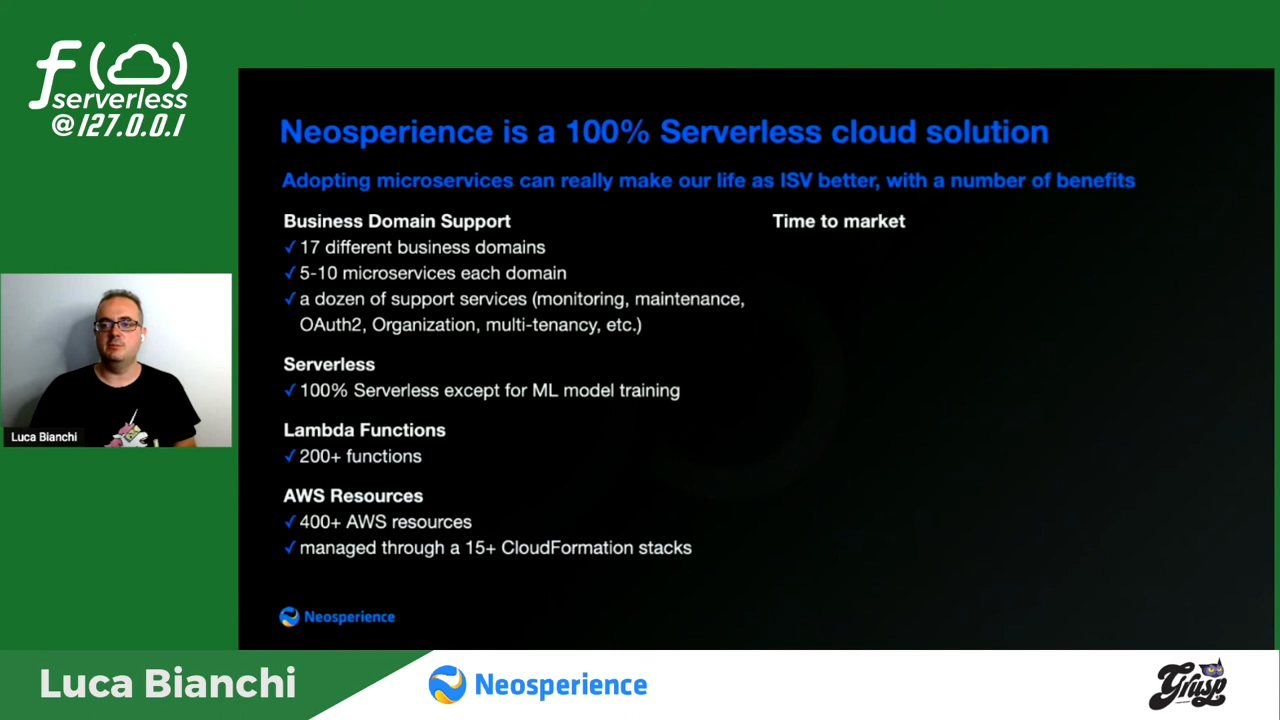 f()
serverless
@127.0.0.1
Neosperience is a 100% Serverless cloud solution
Adopting microservices can really make our life as ISV better, with a number of benefits
Business Domain Support
✓ 17 different business domains
✓ 5-10 microservices each domain
✓ a dozen of support services (monitoring, maintenance,
OAuth2, Organization, multi-tenancy, etc.)
Serverless
✓ 100% Serverless except for ML model training
Lambda Functions
✓ 200+ functions
AWS Resources
✓ 400+ AWS resources
✓ managed through a 15+ CloudFormation stacks
Time to market
Neosperience
Luca Bianchi
Luca Bianchi
Neosperience
Grusp